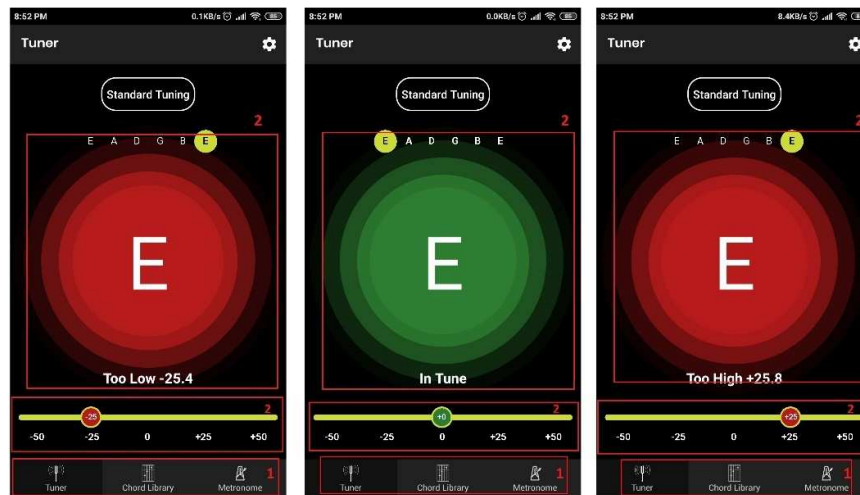 8:52 PM 0.1KB/s
Tuner
Standard Tuning
2
E A D G B E
E
Too Low -25.4
2
-25
-50 -25 0 +25 +50
1
Tuner Chord Library Metronome
8:52 PM 0.0KB/s
Tuner
Standard Tuning
2
E A D G B E
E
In Tune
2
+0
-50 -25 0 +25 +50
1
Tuner Chord Library Metronome
8:52 PM 8.4KB/s
Tuner
Standard Tuning
2
E A D G B E
E
Too High +25.8
2
+25
-50 -25 0 +25 +50
1
Tuner Chord Library Metronome